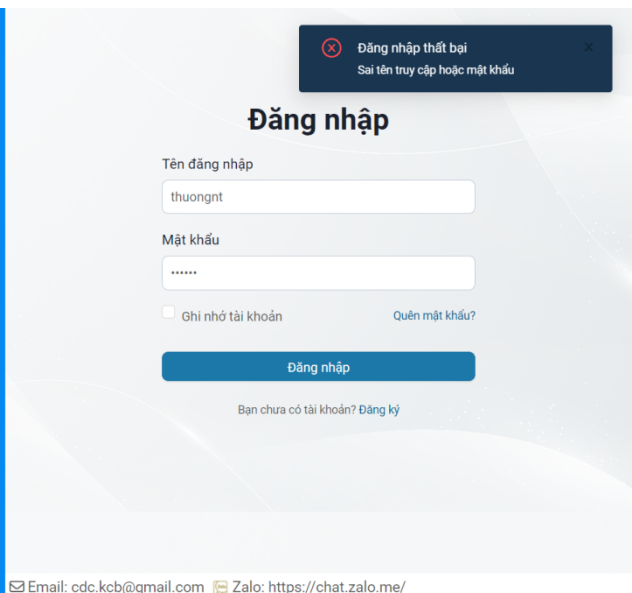 Đăng nhập thất bại
Sai tên truy cập hoặc mật khẩu
Đăng nhập
Tên đăng nhập
thuongnt
Mật khẩu
••••••
Ghi nhớ tài khoản Quên mật khẩu?
Đăng nhập
Bạn chưa có tài khoản? Đăng ký
Email: cdc.kcb@gmail.com Zalo: https://chat.zalo.me/